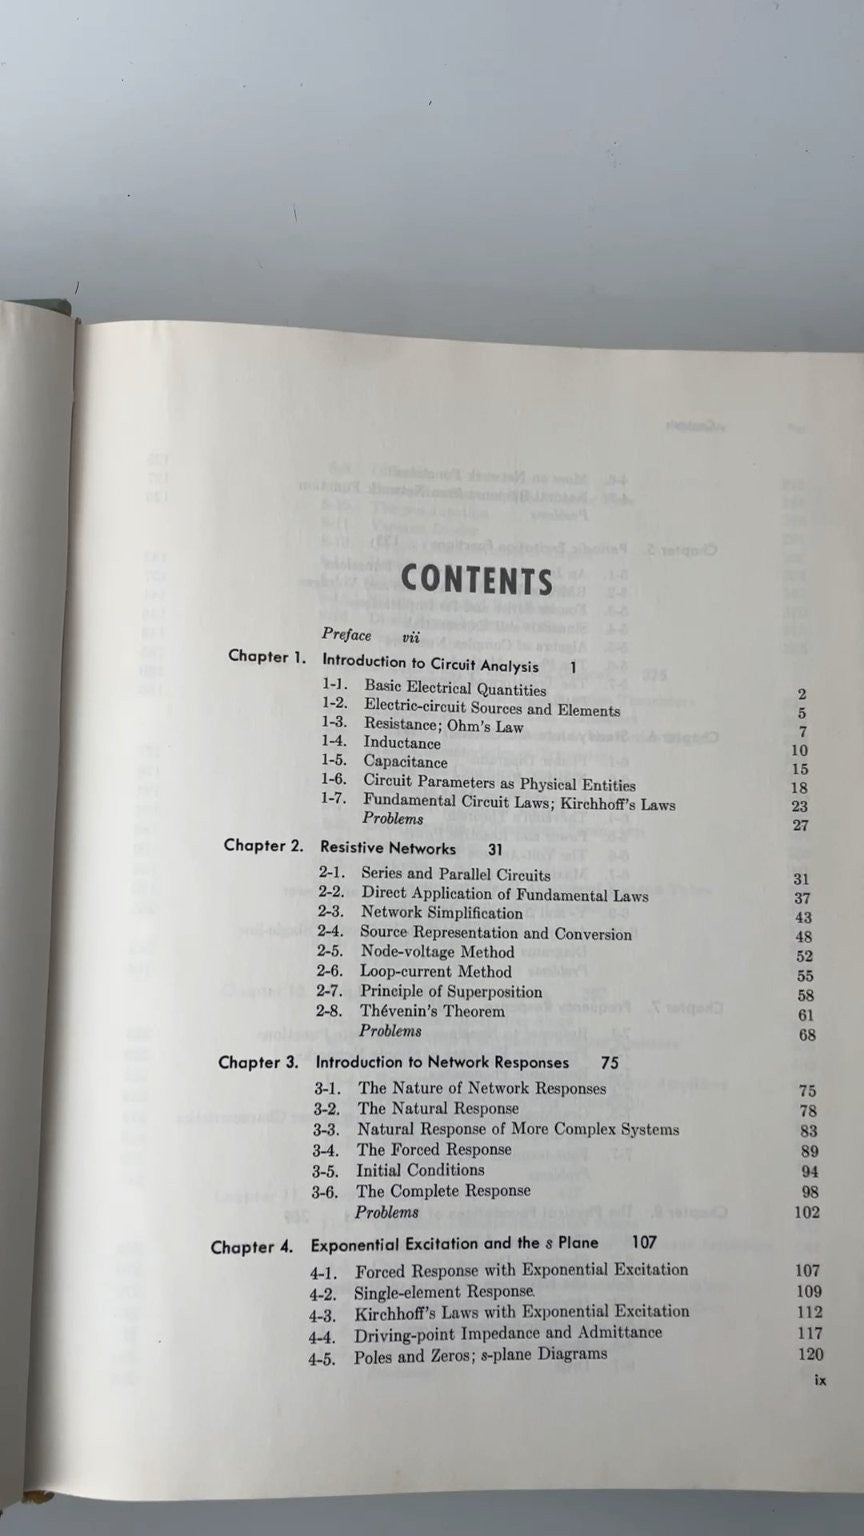 CONTENTS
Preface vii
Chapter 1. Introduction to Circuit Analysis 1
1-1. Basic Electrical Quantities 2
1-2. Electric-circuit Sources and Elements 5
1-3. Resistance; Ohm's Law 7
1-4. Inductance 10
1-5. Capacitance 15
1-6. Circuit Parameters as Physical Entities 18
1-7. Fundamental Circuit Laws; Kirchhoff's Laws 23
Problems 27
Chapter 2. Resistive Networks 31
2-1. Series and Parallel Circuits 31
2-2. Direct Application of Fundamental Laws 37
2-3. Network Simplification 43
2-4. Source Representation and Conversion 48
2-5. Node-voltage Method 52
2-6. Loop-current Method 55
2-7. Principle of Superposition 58
2-8. Thévenin's Theorem 61
Problems 68
Chapter 3. Introduction to Network Responses 75
3-1. The Nature of Network Responses 75
3-2. The Natural Response 78
3-3. Natural Response of More Complex Systems 83
3-4. The Forced Response 89
3-5. Initial Conditions 94
3-6. The Complete Response 98
Problems 102
Chapter 4. Exponential Excitation and the s Plane 107
4-1. Forced Response with Exponential Excitation 107
4-2. Single-element Response 109
4-3. Kirchhoff's Laws with Exponential Excitation 112
4-4. Driving-point Impedance and Admittance 117
4-5. Poles and Zeros; s-plane Diagrams 120
ix